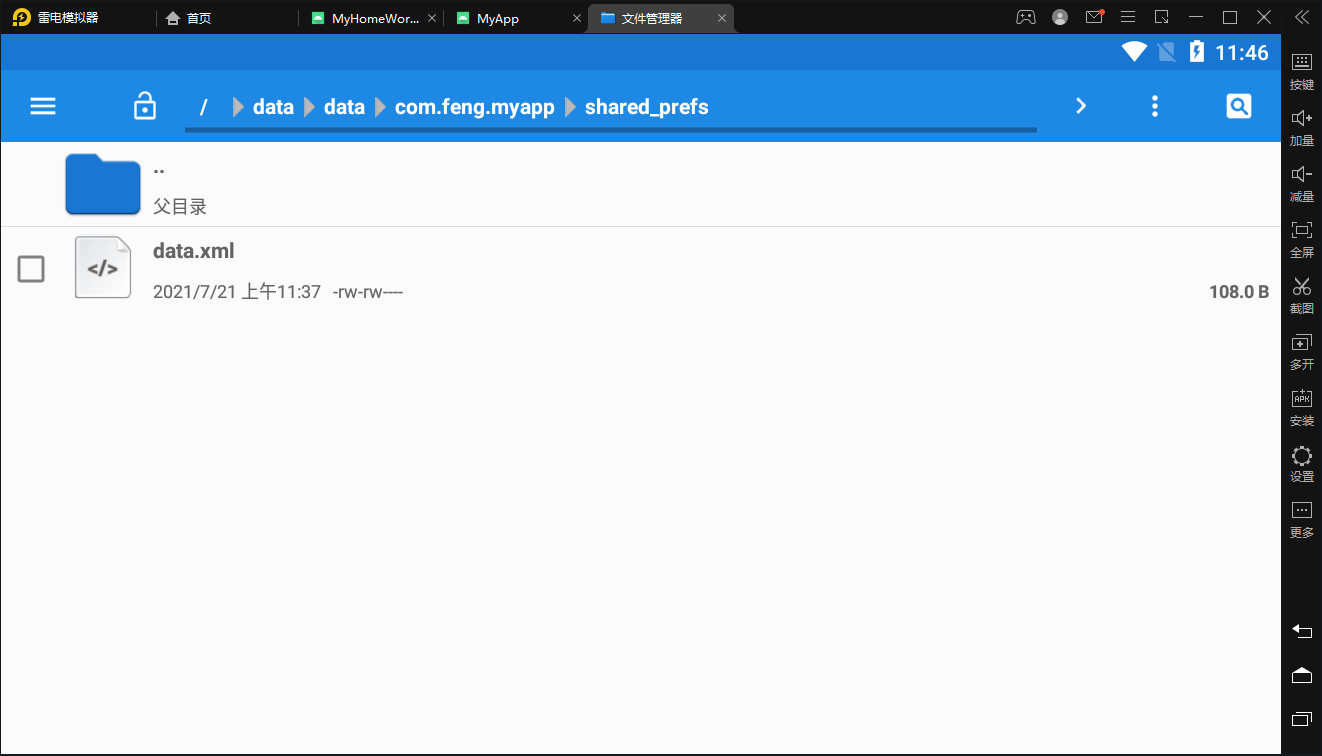 雷电模拟器
首页
MyHomeWor...
MyApp
文件管理器
11:46
/ data data com.feng.myapp shared_prefs
..
父目录
data.xml
</>
2021/7/21 上午11:37 -rw-rw----
108.0 B
按键
加量
减量
全屏
截图
多开
APK
安装
设置
更多